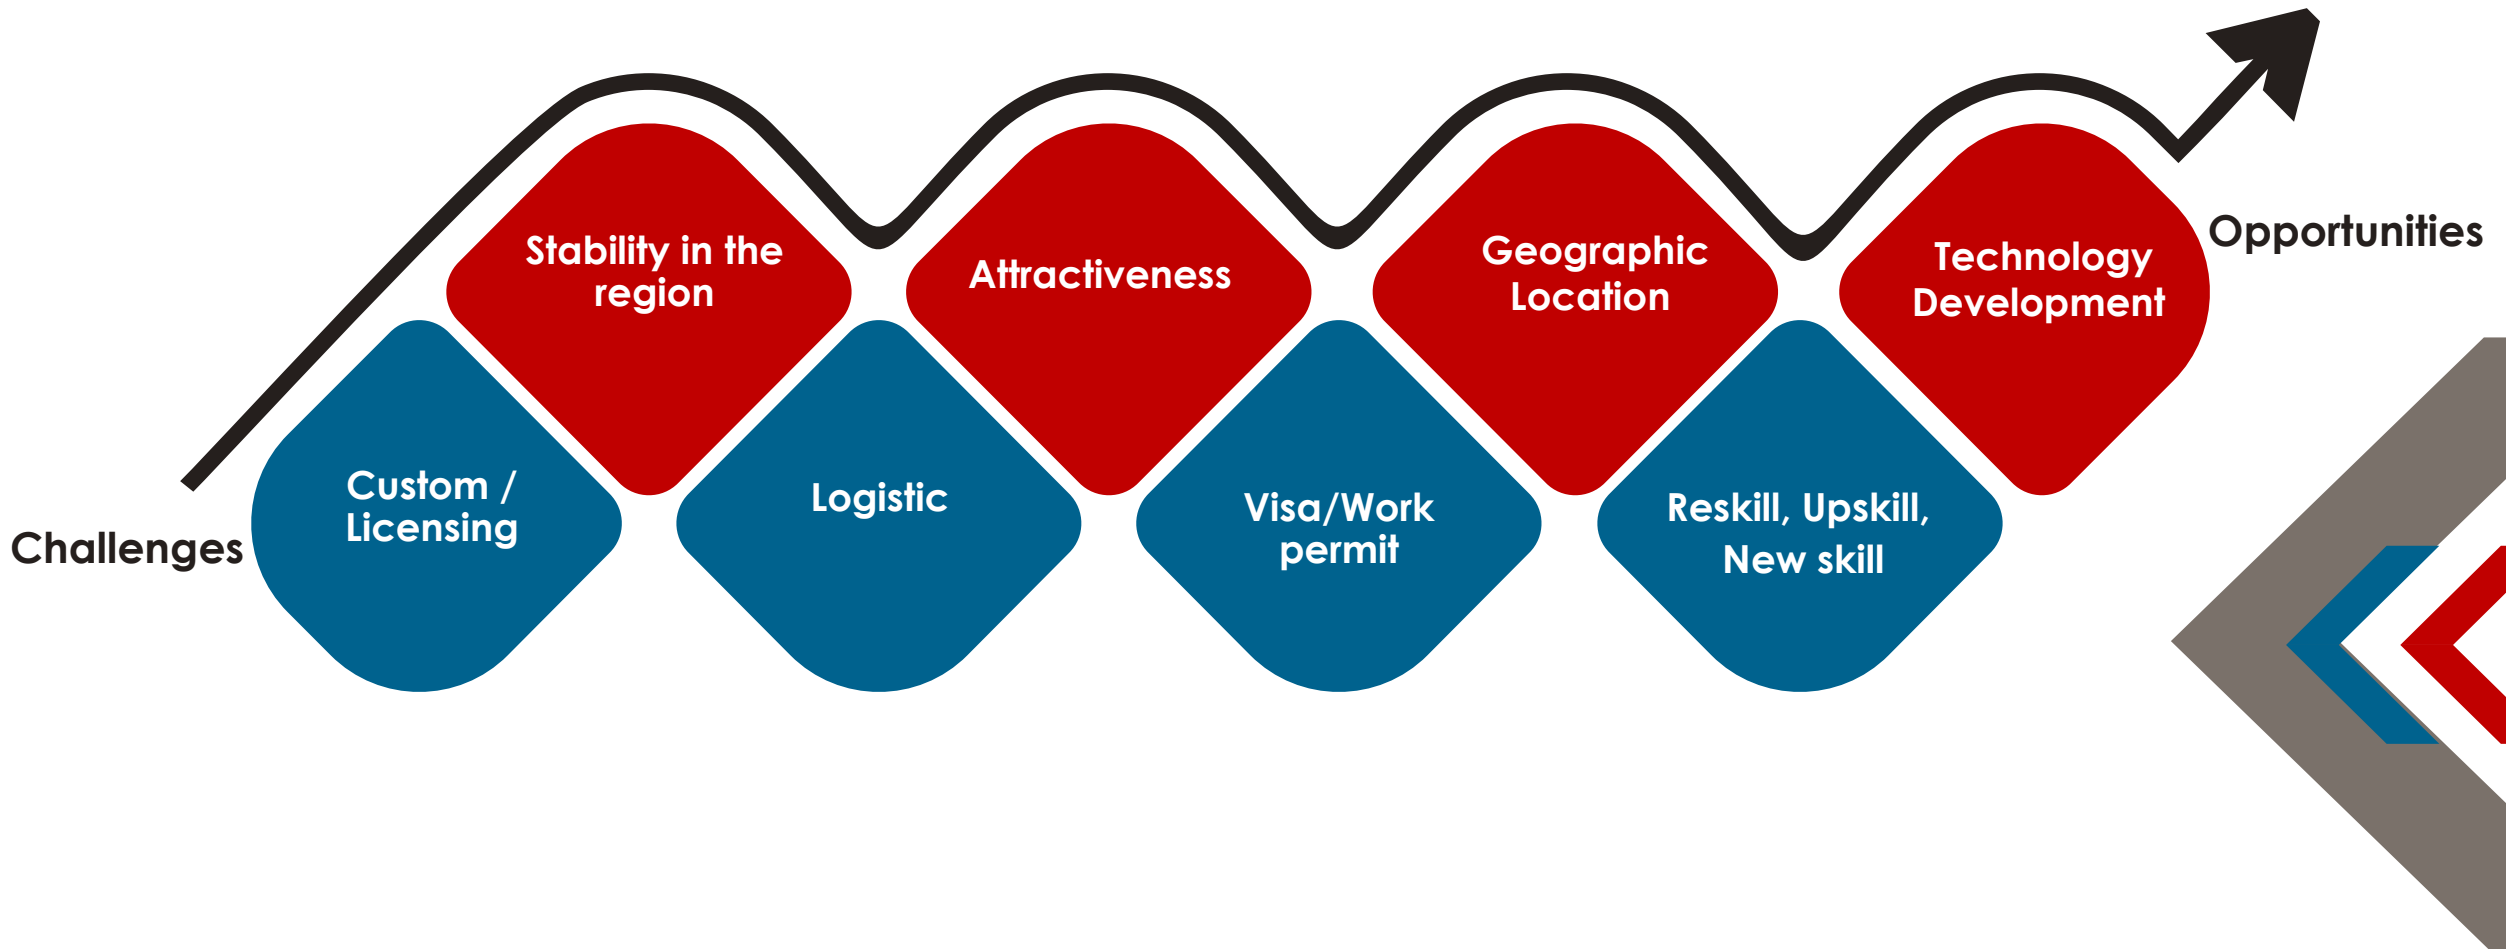 Opportunities
Stability in the
region
Attractiveness
Geographic
Location
Technology
Development
Challenges
Custom /
Licensing
Logistic
Visa/Work
permit
Reskill, Upskill,
New skill